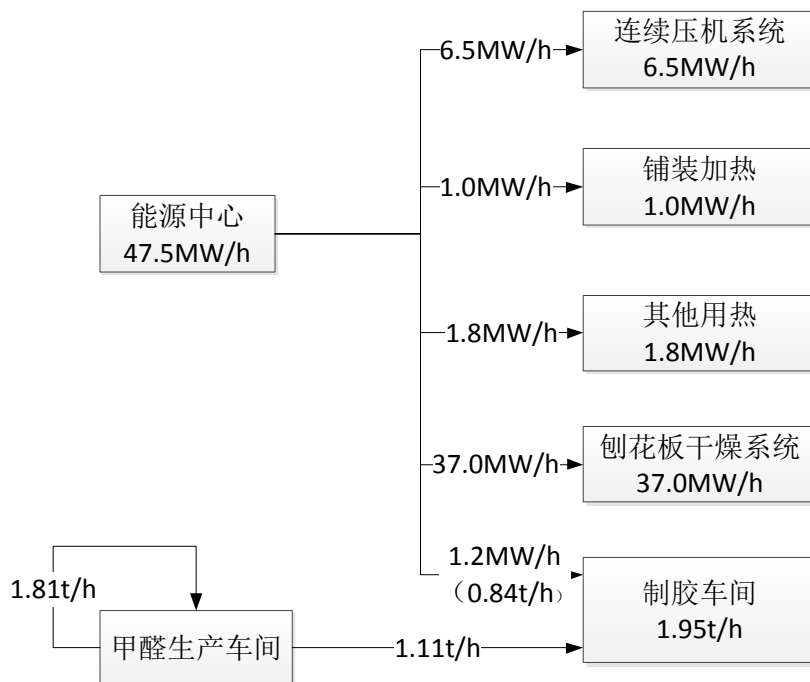 连续压机系统
6.5MW/h
6.5MW/h
铺装加热
1.0MW/h
1.0MW/h
能源中心
47.5MW/h
其他用热
1.8MW/h
1.8MW/h
刨花板干燥系统
37.0MW/h
37.0MW/h
1.2MW/h
（0.84t/h）
制胶车间
1.95t/h
1.81t/h
甲醛生产车间
1.11t/h